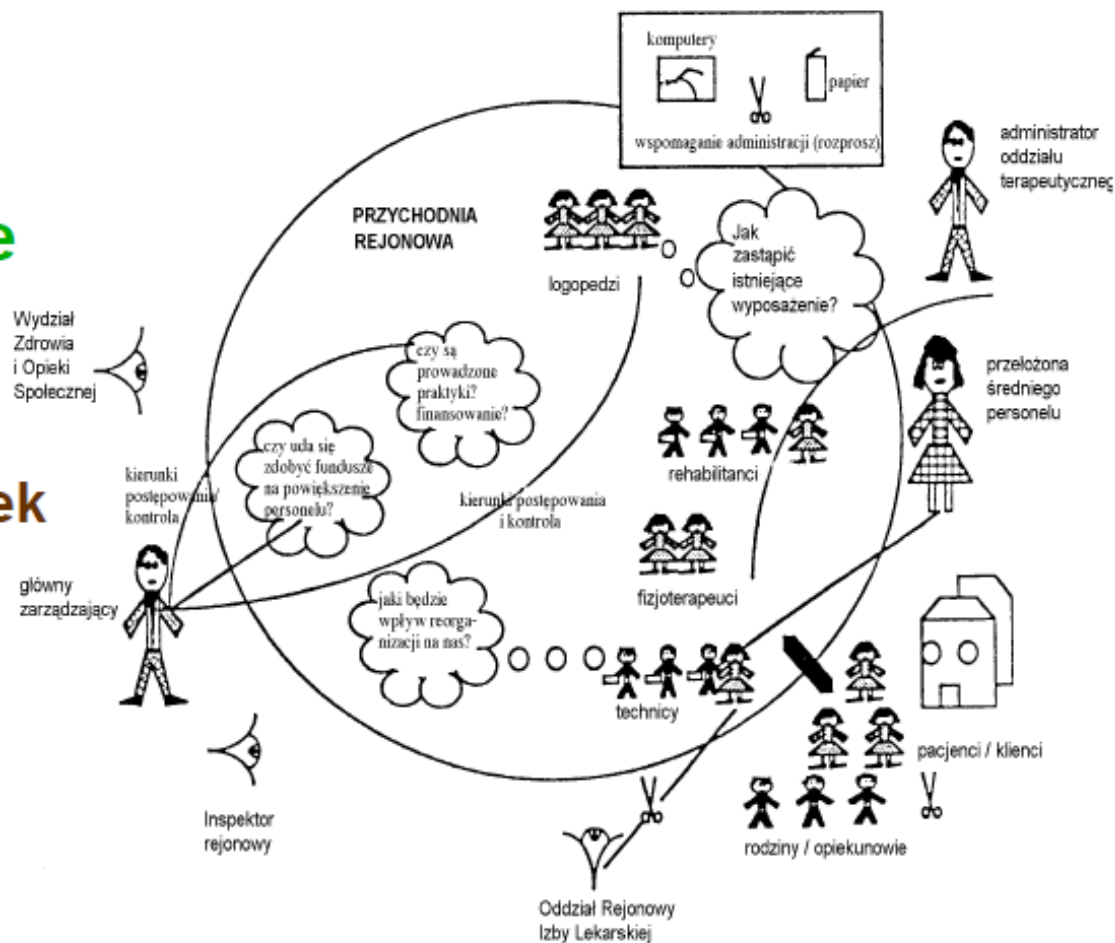 komputery
papier
wspomaganie administracji (rozprosz)
administrator
oddziału
terapeutyczneg
PRZYCHODNIA
REJONOWA
logopedzi
Jak
zastąpić
istniejące
wyposażenie?
e
Wydział
Zdrowia
i Opieki
Społecznej
czy są
prowadzone
praktyki?
finansowanie?
przełożona
średniego
personelu
rehabilitanci
czy uda się
zdobyć fundusze
na powiększenie
personelu?
kierunki
postępowania/
kontrola
kierunki postępowania
i kontrola
ek
główny
zarządzający
fizjoterapeuci
jaki będzie
wpływ reorga-
nizacji na nas?
technicy
pacjenci / klienci
Inspektor
rejonowy
rodziny / opiekunowie
Oddział Rejonowy
Izby Lekarskiej